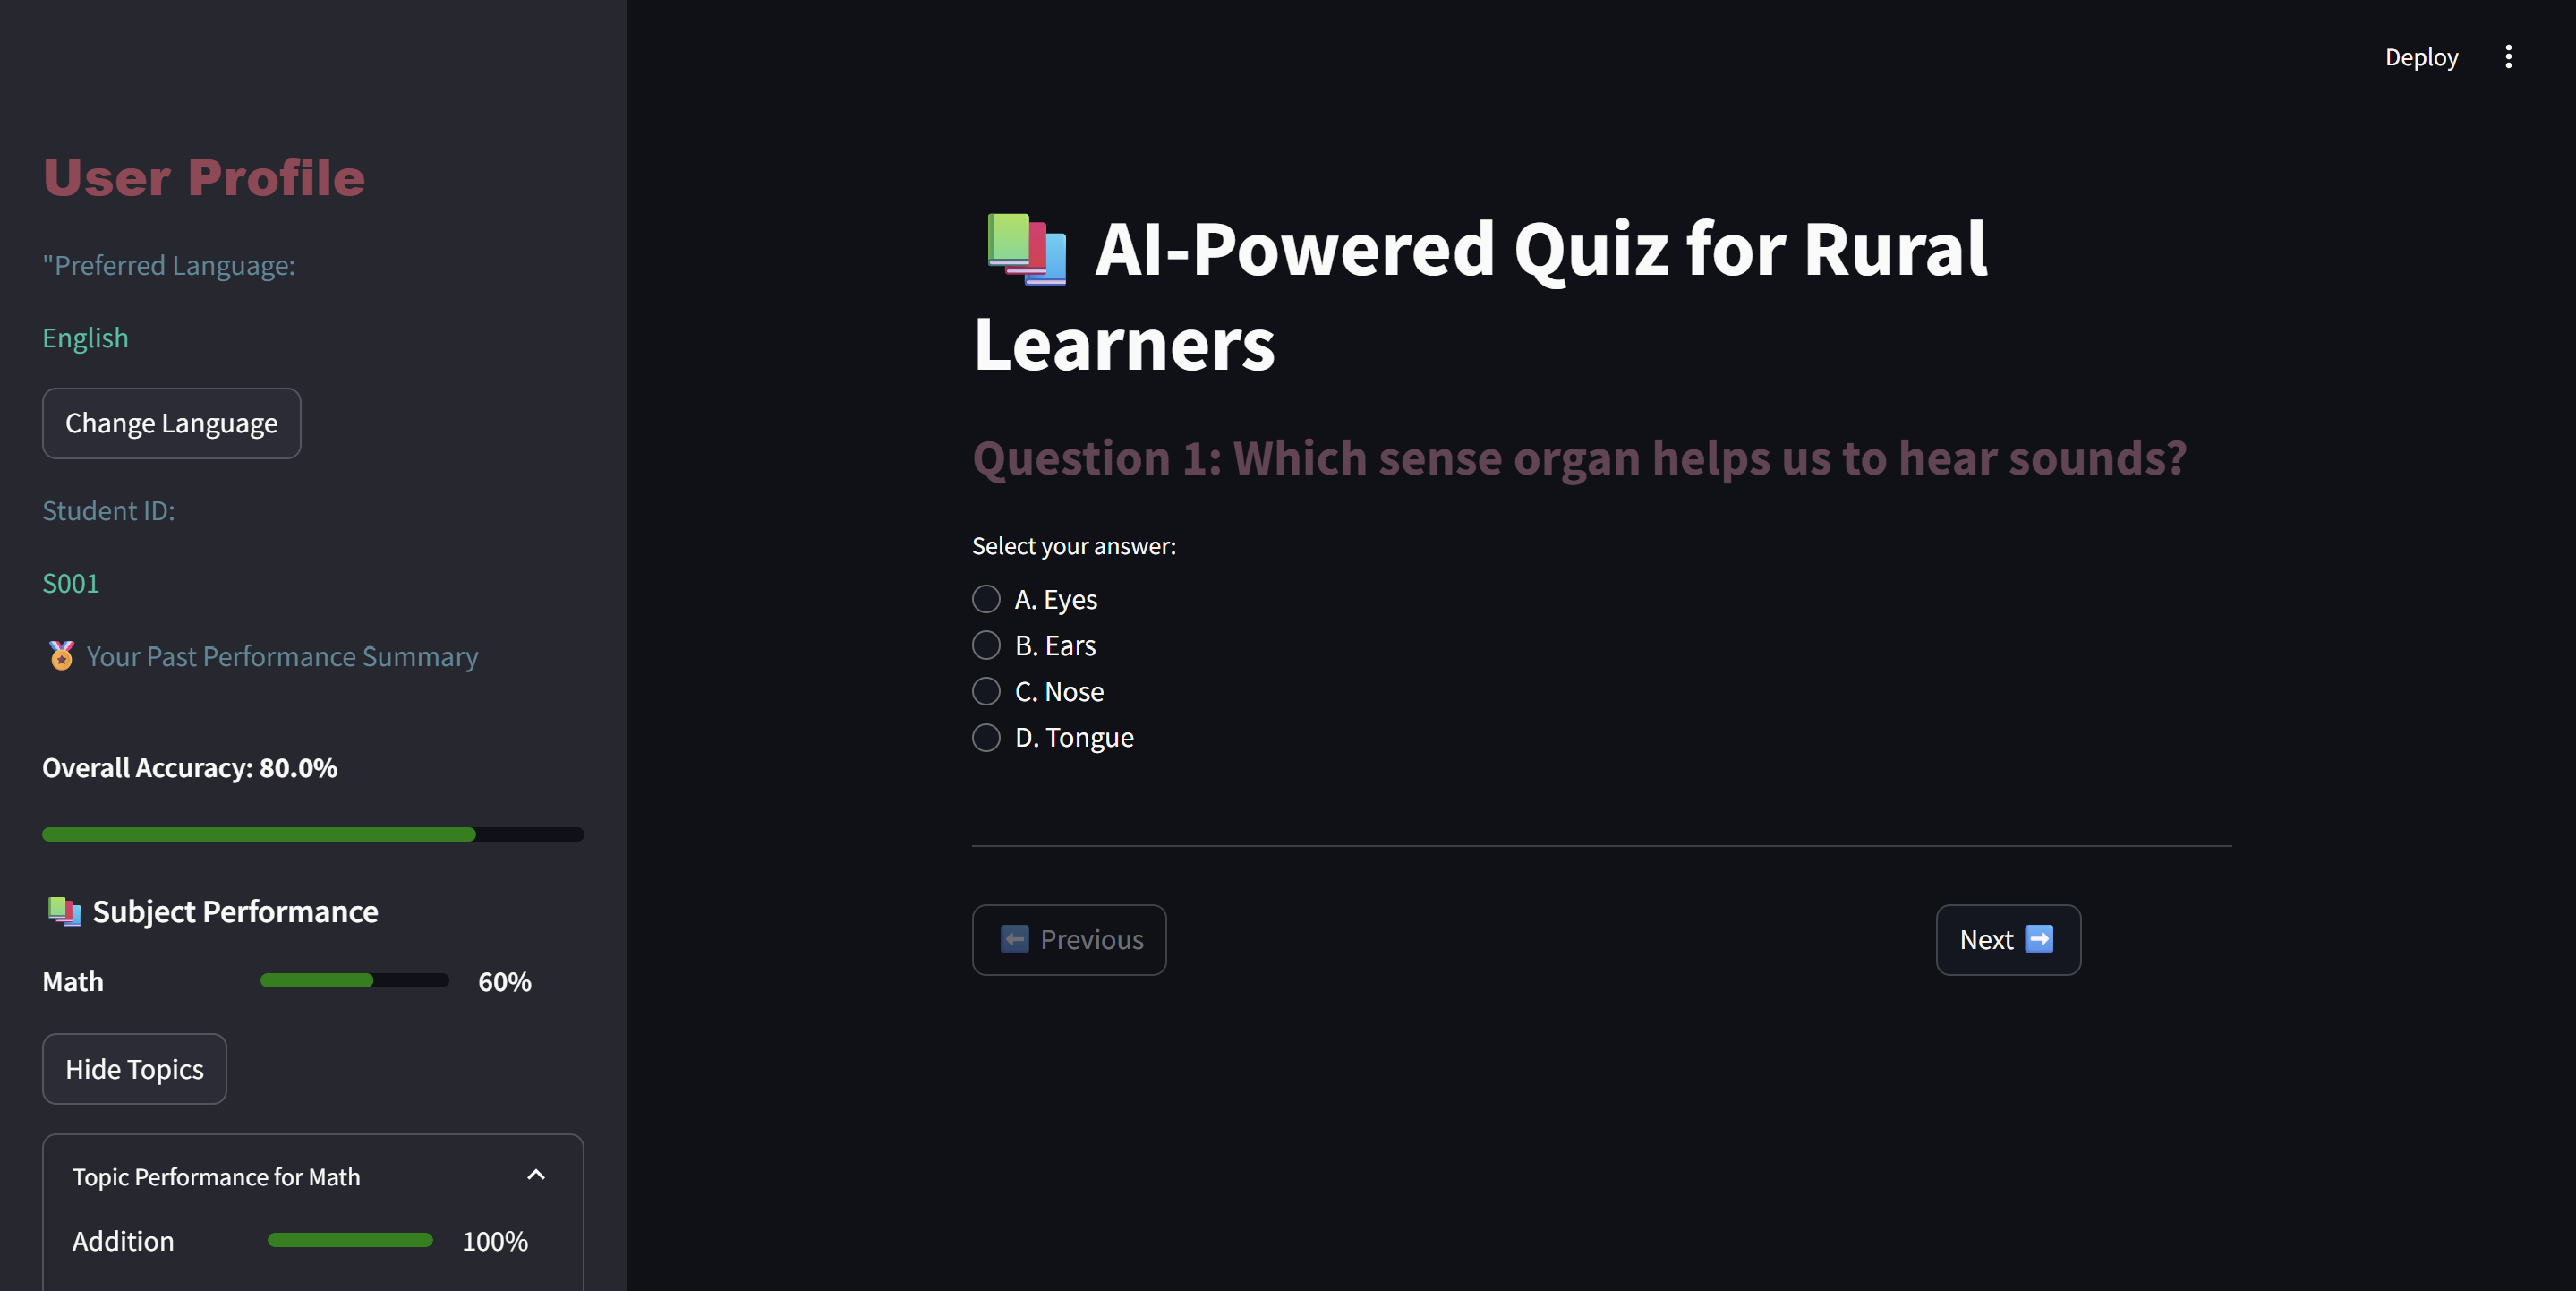 Deploy
User Profile
"Preferred Language:
English
Change Language
Student ID:
S001
🏅 Your Past Performance Summary
Overall Accuracy: 80.0%
📚 Subject Performance
Math 60%
Hide Topics
Topic Performance for Math
Addition 100%
📚 AI-Powered Quiz for Rural
Learners
Question 1: Which sense organ helps us to hear sounds?
Select your answer:
A. Eyes
B. Ears
C. Nose
D. Tongue
⬅️ Previous
Next ➡️